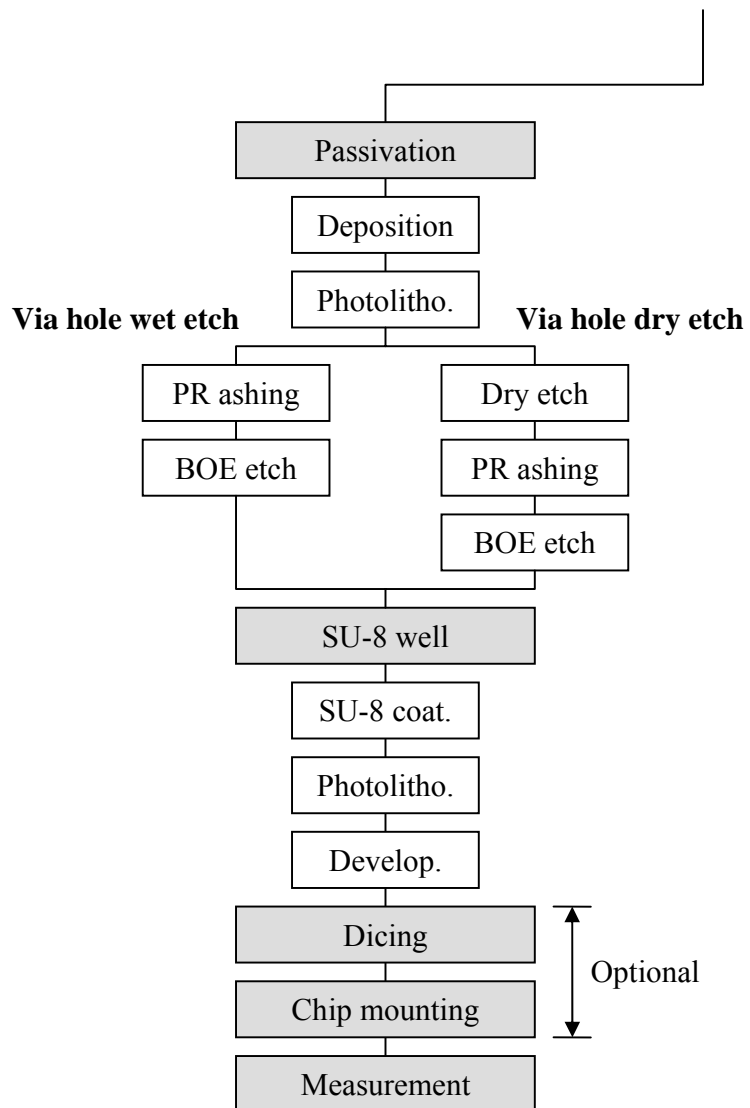 Passivation
Deposition
Photolitho.
Via hole wet etch
Via hole dry etch
PR ashing
BOE etch
Dry etch
PR ashing
BOE etch
SU-8 well
SU-8 coat.
Photolitho.
Develop.
Dicing
Chip mounting
Optional
Measurement